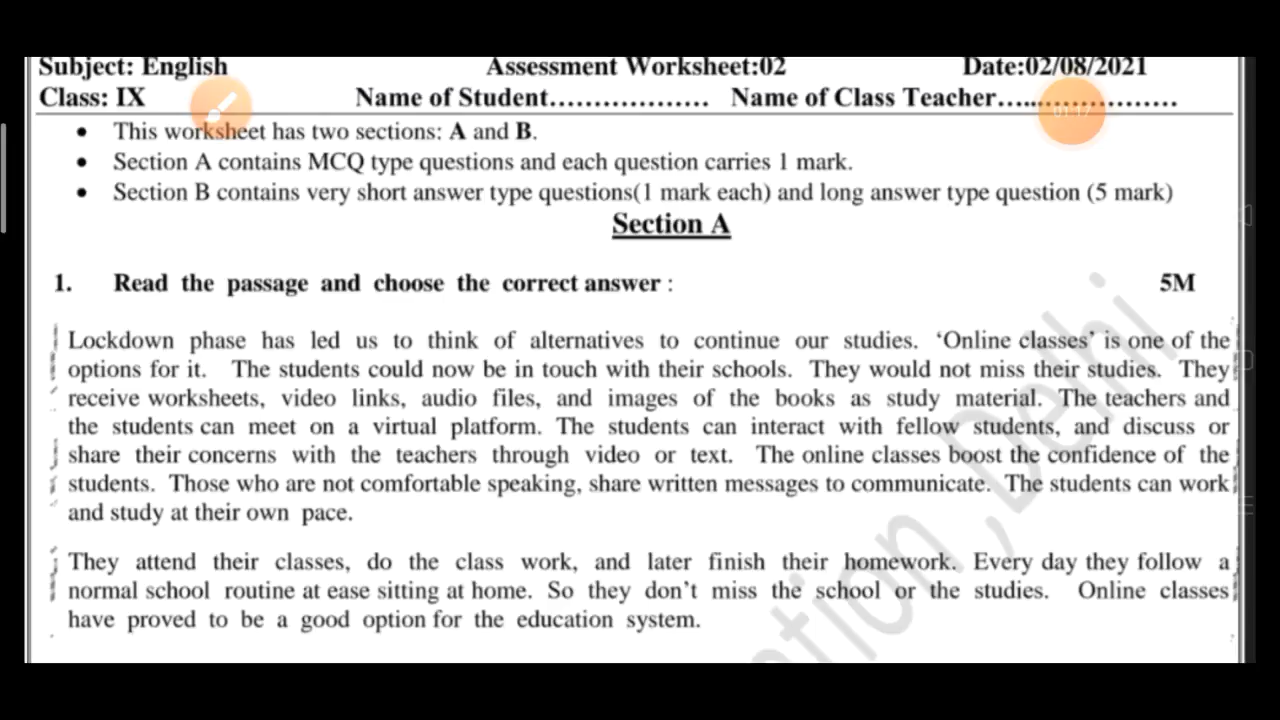 Subject: English Assessment Worksheet:02 Date:02/08/2021
Class: IX Name of Student.................. Name of Class Teacher.....................
• This worksheet has two sections: A and B.
• Section A contains MCQ type questions and each question carries 1 mark.
• Section B contains very short answer type questions(1 mark each) and long answer type question (5 mark)
Section A
1. Read the passage and choose the correct answer : 5M
Lockdown phase has led us to think of alternatives to continue our studies. ‘Online classes’ is one of the
options for it. The students could now be in touch with their schools. They would not miss their studies. They
receive worksheets, video links, audio files, and images of the books as study material. The teachers and
the students can meet on a virtual platform. The students can interact with fellow students, and discuss or
share their concerns with the teachers through video or text. The online classes boost the confidence of the
students. Those who are not comfortable speaking, share written messages to communicate. The students can work
and study at their own pace.
They attend their classes, do the class work, and later finish their homework. Every day they follow a
normal school routine at ease sitting at home. So they don’t miss the school or the studies. Online classes
have proved to be a good option for the education system.
01:17
tion ,Delhi